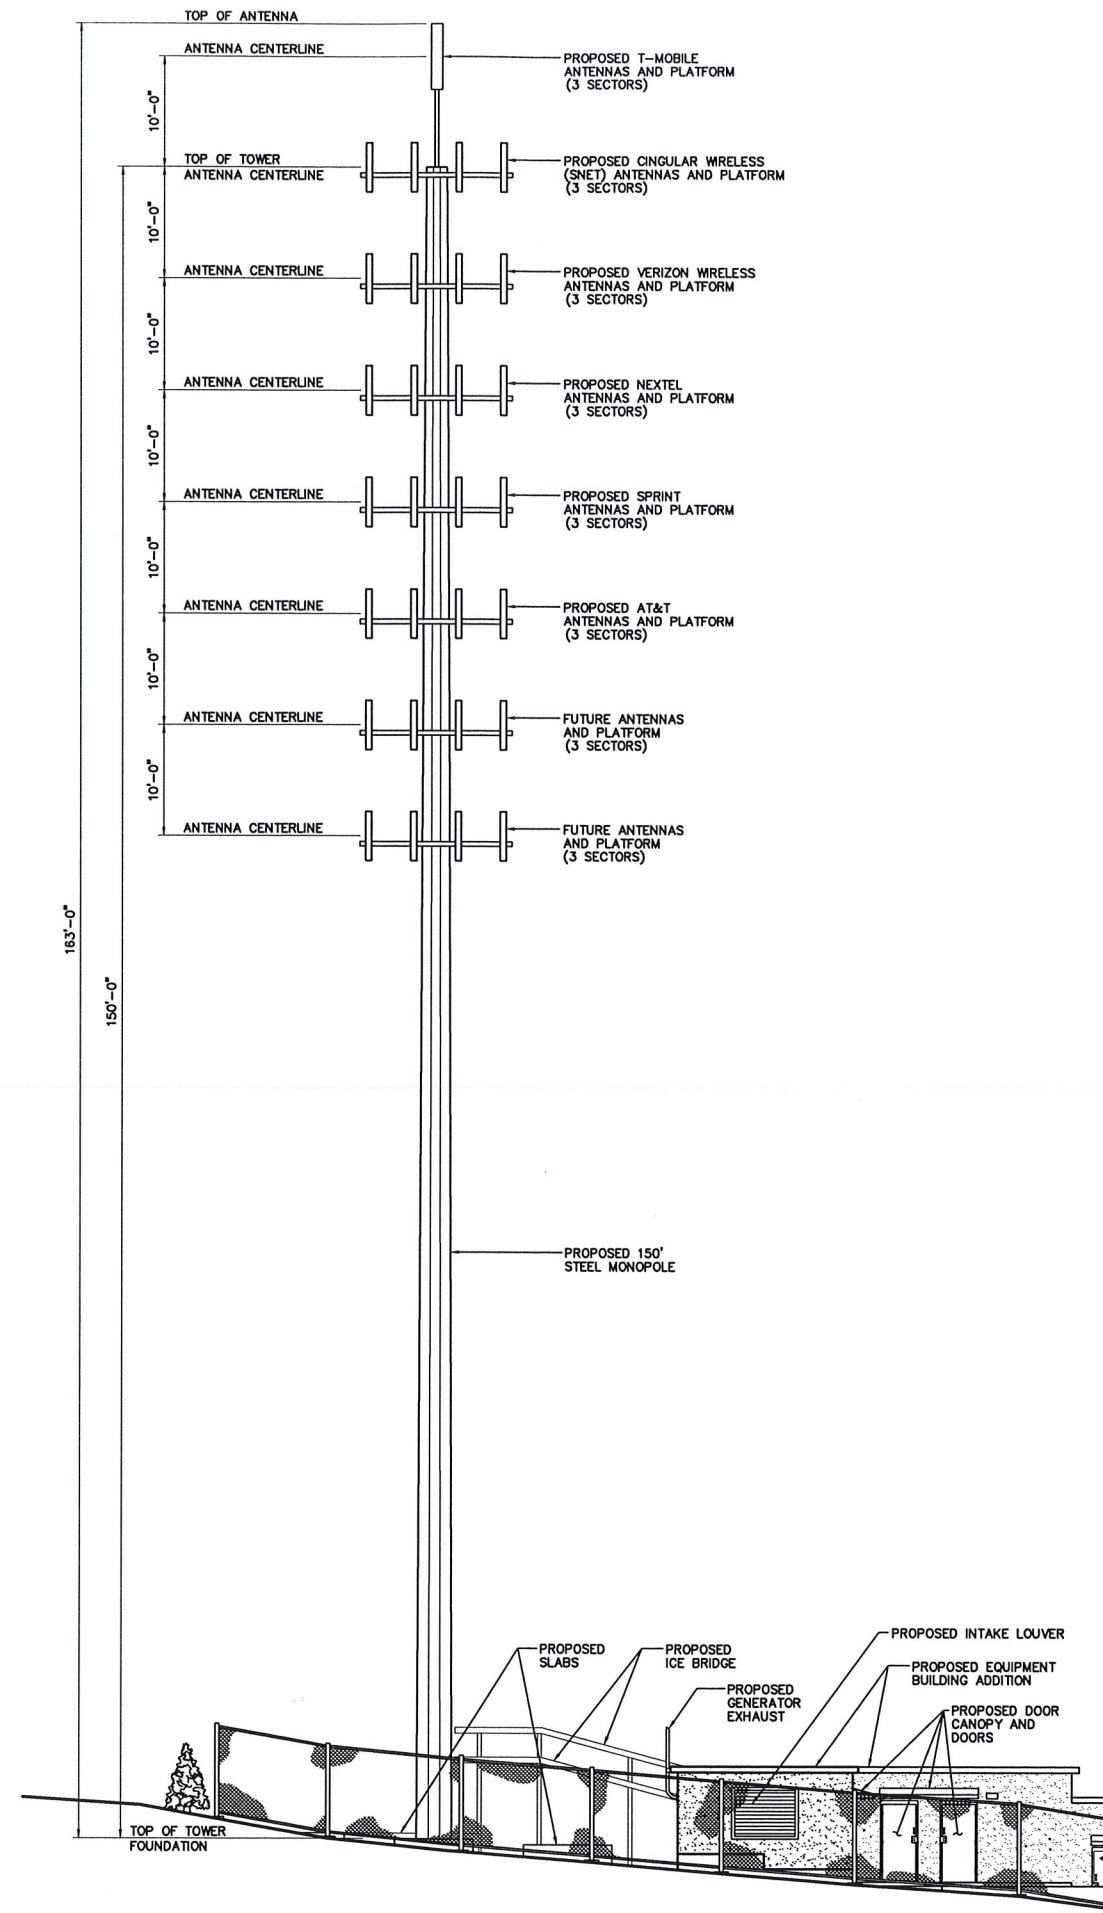 TOP OF ANTENNA
ANTENNA CENTERLINE
PROPOSED T-MOBILE
ANTENNAS AND PLATFORM
(3 SECTORS)
10'-0"
TOP OF TOWER
ANTENNA CENTERLINE
PROPOSED CINGULAR WIRELESS
(SNET) ANTENNAS AND PLATFORM
(3 SECTORS)
10'-0"
ANTENNA CENTERLINE
PROPOSED VERIZON WIRELESS
ANTENNAS AND PLATFORM
(3 SECTORS)
10'-0"
ANTENNA CENTERLINE
PROPOSED NEXTEL
ANTENNAS AND PLATFORM
(3 SECTORS)
10'-0"
ANTENNA CENTERLINE
PROPOSED SPRINT
ANTENNAS AND PLATFORM
(3 SECTORS)
10'-0"
ANTENNA CENTERLINE
PROPOSED AT&T
ANTENNAS AND PLATFORM
(3 SECTORS)
10'-0"
ANTENNA CENTERLINE
FUTURE ANTENNAS
AND PLATFORM
(3 SECTORS)
10'-0"
ANTENNA CENTERLINE
FUTURE ANTENNAS
AND PLATFORM
(3 SECTORS)
163'-0"
150'-0"
PROPOSED 150'
STEEL MONOPOLE
PROPOSED
SLABS
PROPOSED
ICE BRIDGE
PROPOSED
GENERATOR
EXHAUST
PROPOSED INTAKE LOUVER
PROPOSED EQUIPMENT
BUILDING ADDITION
PROPOSED DOOR
CANOPY AND
DOORS
TOP OF TOWER
FOUNDATION